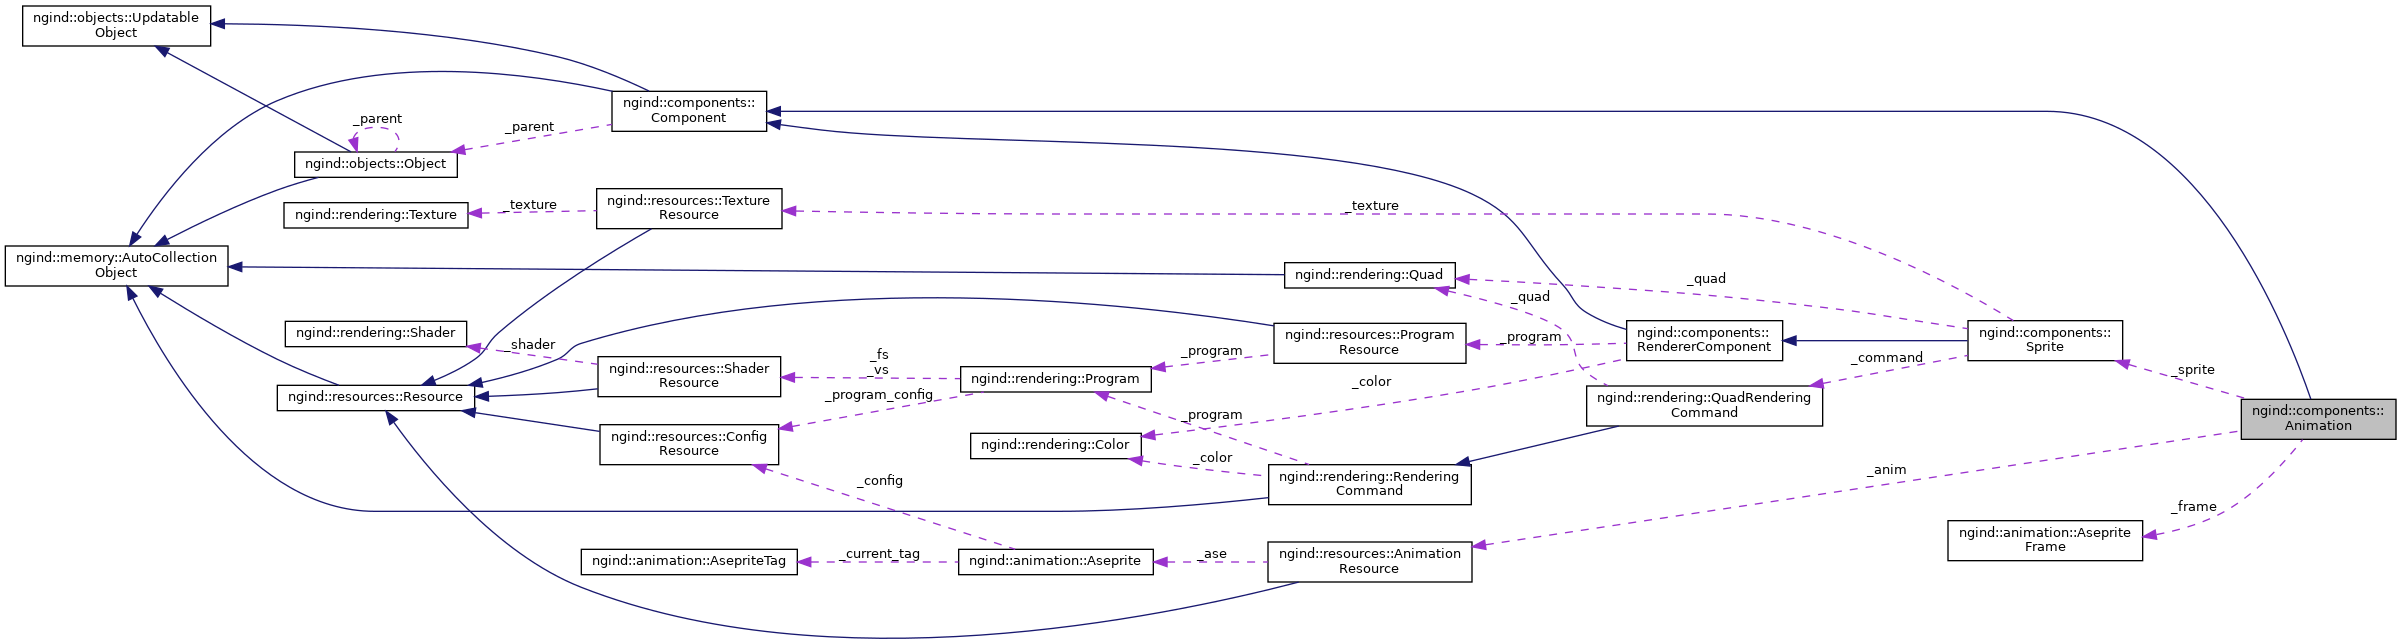 ngind::objects::Updatable
Object
ngind::components::
Component
_parent
_parent
ngind::objects::Object
ngind::resources::Texture
Resource
_texture
ngind::rendering::Texture
_texture
ngind::memory::AutoCollection
Object
ngind::rendering::Quad
_quad
_quad
ngind::rendering::Shader
_shader
ngind::resources::Program
Resource
_program
ngind::components::
RendererComponent
ngind::components::
Sprite
_program
_fs
_vs
_command
ngind::resources::Shader
Resource
ngind::rendering::Program
_color
_sprite
ngind::resources::Resource
_program_config
ngind::rendering::QuadRendering
Command
ngind::components::
Animation
_program
ngind::resources::Config
Resource
ngind::rendering::Color
_color
_config
ngind::rendering::Rendering
Command
_anim
_frame
ngind::animation::Aseprite
Frame
ngind::animation::AsepriteTag
_current_tag
ngind::animation::Aseprite
_ase
ngind::resources::Animation
Resource